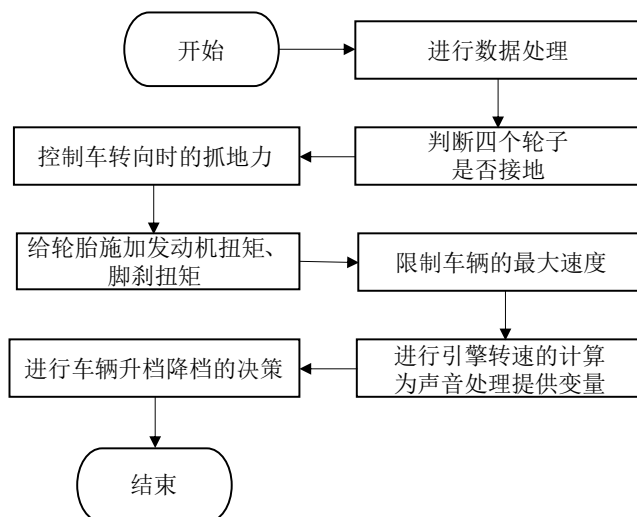 开始
进行数据处理
判断四个轮子
是否接地
控制车转向时的抓地力
给轮胎施加发动机扭矩、
脚刹扭矩
限制车辆的最大速度
进行引擎转速的计算
为声音处理提供变量
进行车辆升档降档的决策
结束